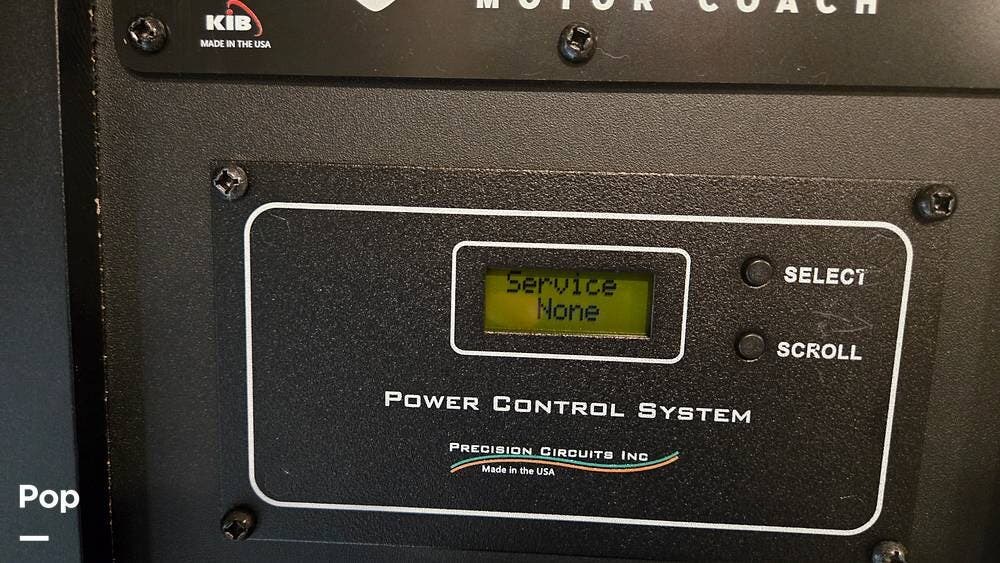 MOTOR COACH
KIB
MADE IN THE USA
Service
None
SELECT
SCROLL
POWER CONTROL SYSTEM
PRECISION CIRCUITS INC
Made in the USA
Pop